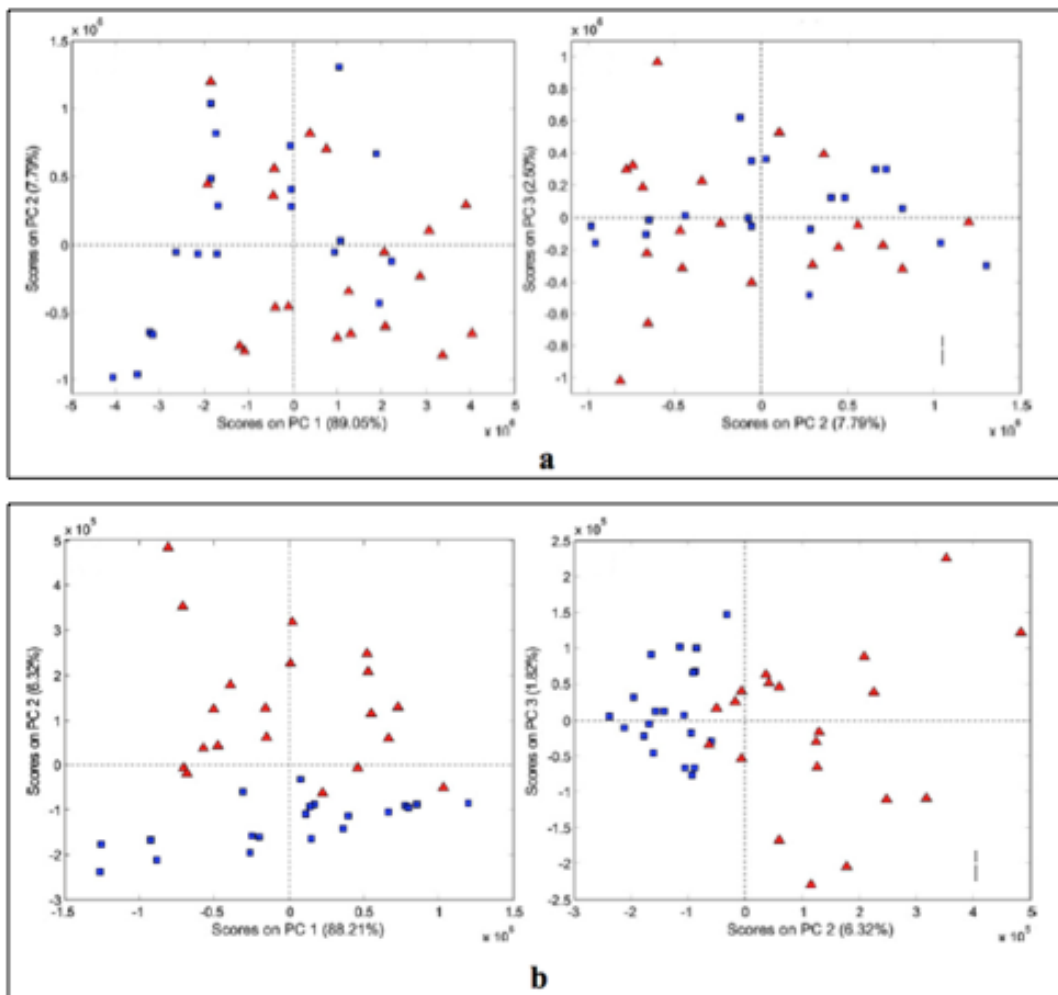 x 10^6
1.5
1
0.5
0
-0.5
-1
Scores on PC 2 (7.79%)
-5 -4 -3 -2 -1 0 1 2 3 4 5
Scores on PC 1 (89.05%)
x 10^6
x 10^6
1
0.8
0.6
0.4
0.2
0
-0.2
-0.4
-0.6
-0.8
-1
Scores on PC 3 (2.50%)
-1 -0.5 0 0.5 1 1.5
Scores on PC 2 (7.79%)
x 10^6
a
x 10^5
5
4
3
2
1
0
-1
-2
-3
Scores on PC 2 (6.32%)
-1.5 -1 -0.5 0 0.5 1 1.5
Scores on PC 1 (88.21%)
x 10^6
x 10^5
2.5
2
1.5
1
0.5
0
-0.5
-1
-1.5
-2
-2.5
Scores on PC 3 (1.82%)
-3 -2 -1 0 1 2 3 4 5
Scores on PC 2 (6.32%)
x 10^5
b